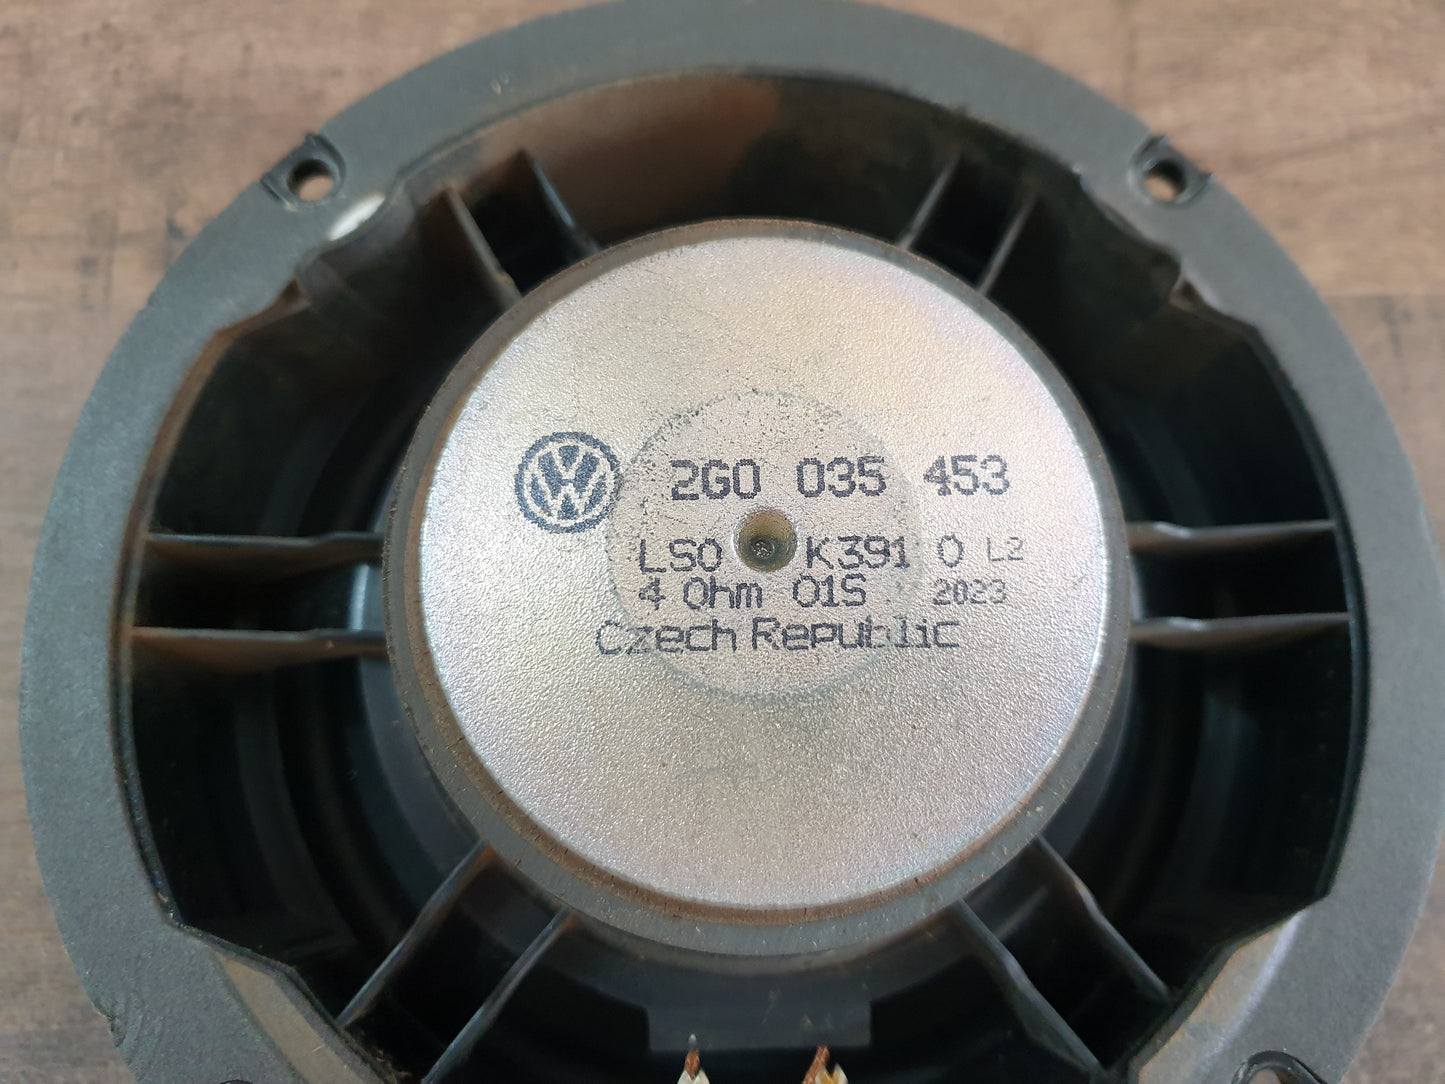 2G0 035 453
LS0 K391 0 L2
4 Ohm 01S 2023
Czech Republic